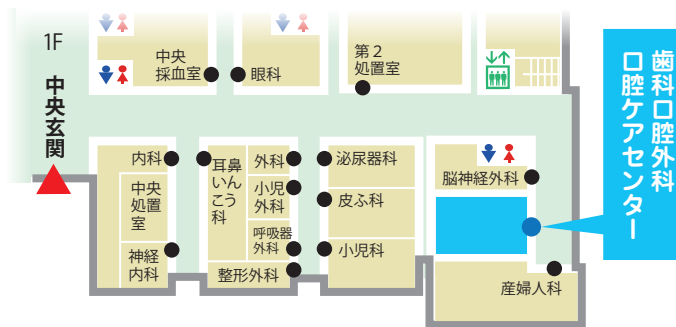 1F
中央玄関
中央
採血室
眼科
第２
処置室
歯科口腔外科
口腔ケアセンター
内科
中央
処置
室
神経
内科
耳鼻
いん
こう
科
外科
小児
外科
呼吸器
外科
整形外科
泌尿器科
皮ふ科
小児科
脳神経外科
産婦人科